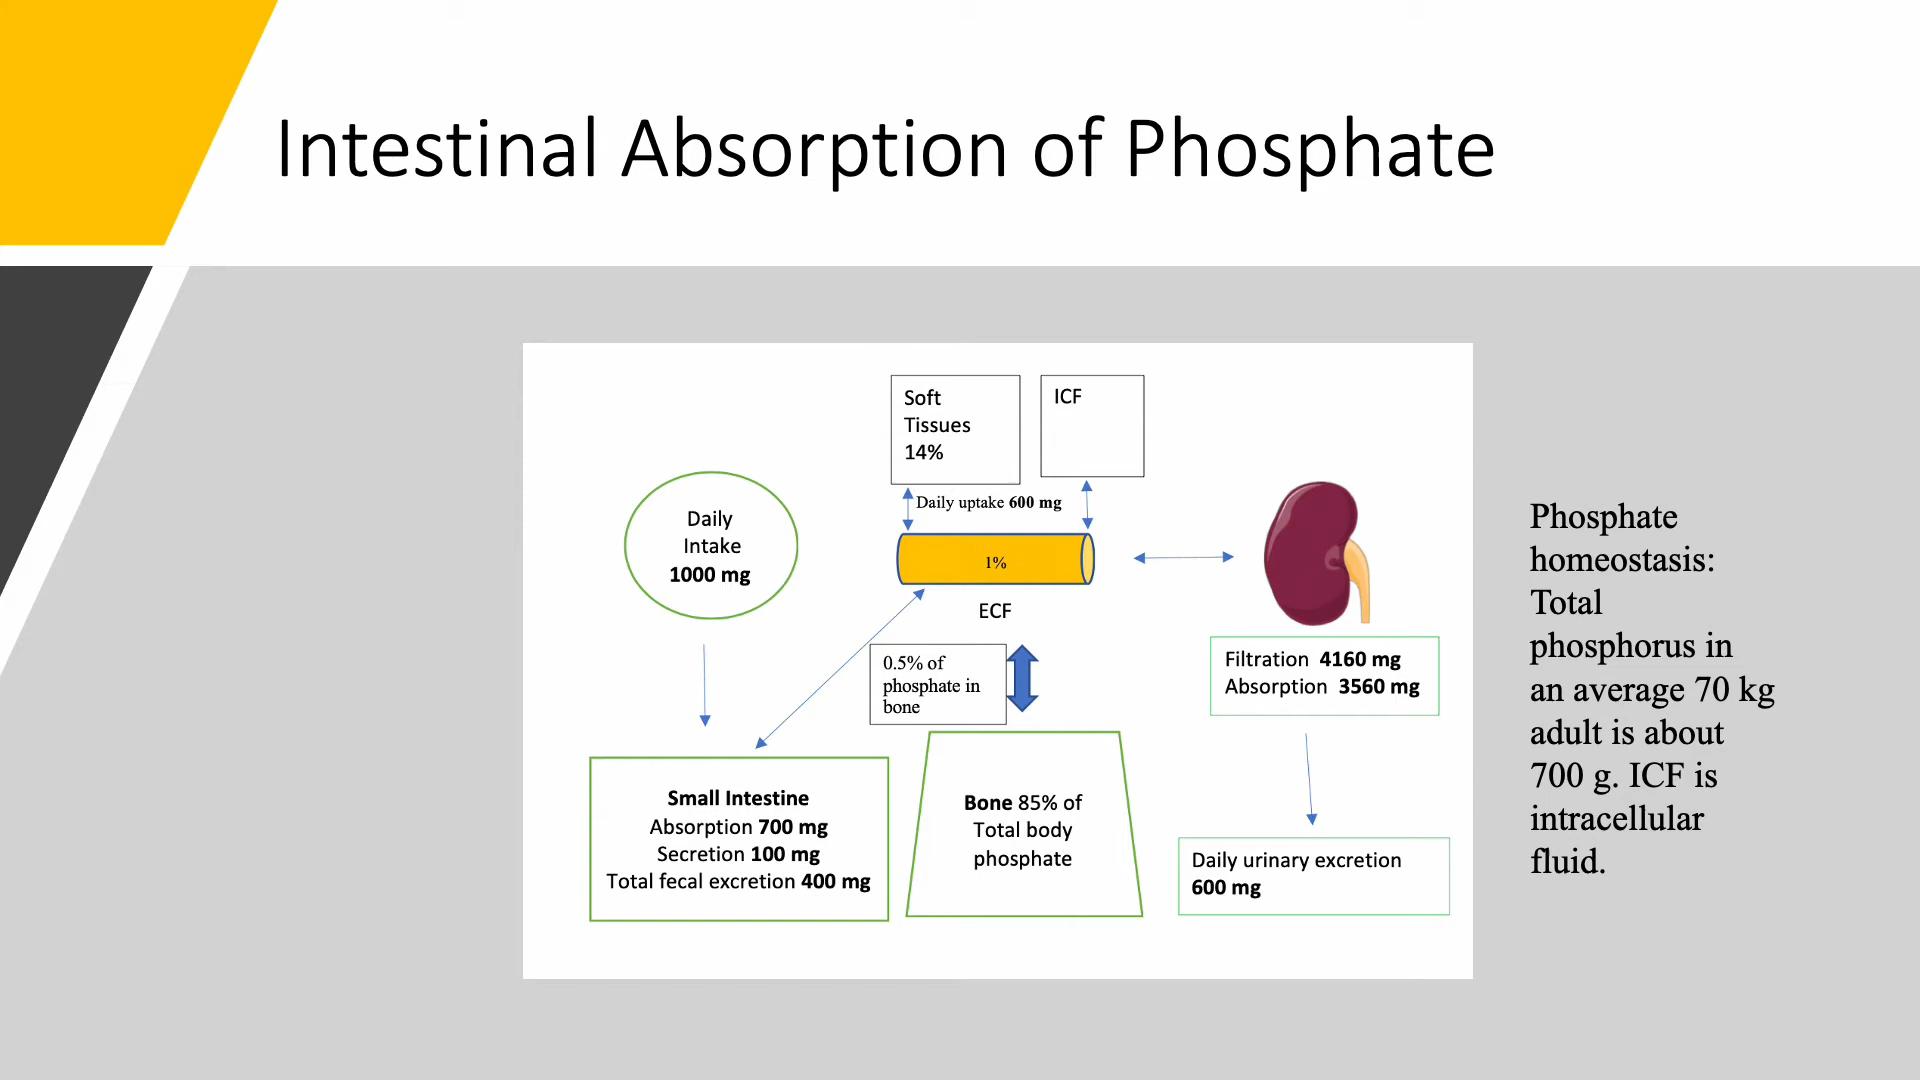 Intestinal Absorption of Phosphate
Soft
Tissues
14%
ICF
Daily uptake 600 mg
Daily
Intake
1000 mg
1%
ECF
0.5% of
phosphate in
bone
Filtration 4160 mg
Absorption 3560 mg
Small Intestine
Absorption 700 mg
Secretion 100 mg
Total fecal excretion 400 mg
Bone 85% of
Total body
phosphate
Daily urinary excretion
600 mg
Phosphate
homeostasis:
Total
phosphorus in
an average 70 kg
adult is about
700 g. ICF is
intracellular
fluid.